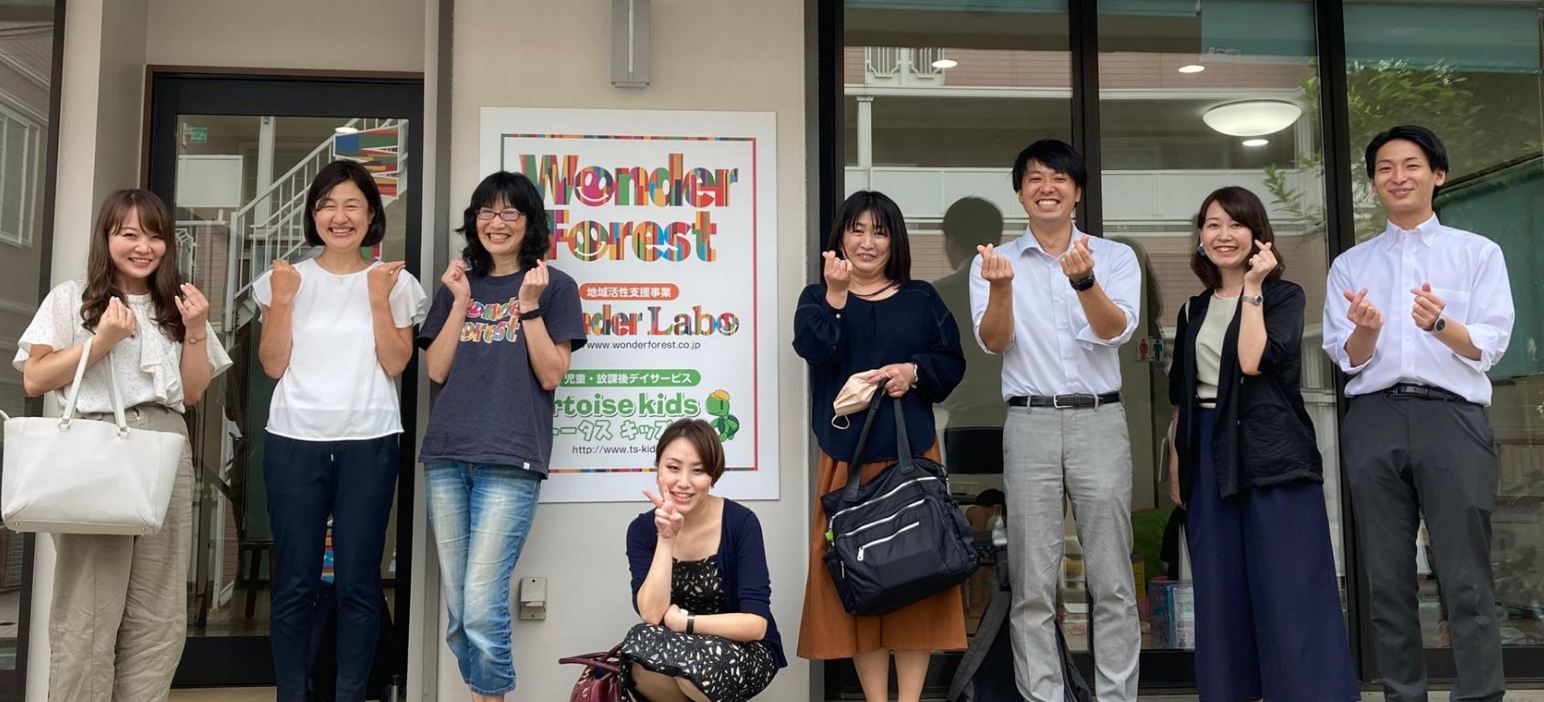 Wonder
Forest
地域活性支援事業
nder Labo
www.wonderforest.co.jp
児童・放課後デイサービス
rtoise kids
ータス キッズ
http://www.ts-kid
Wonde
Forest